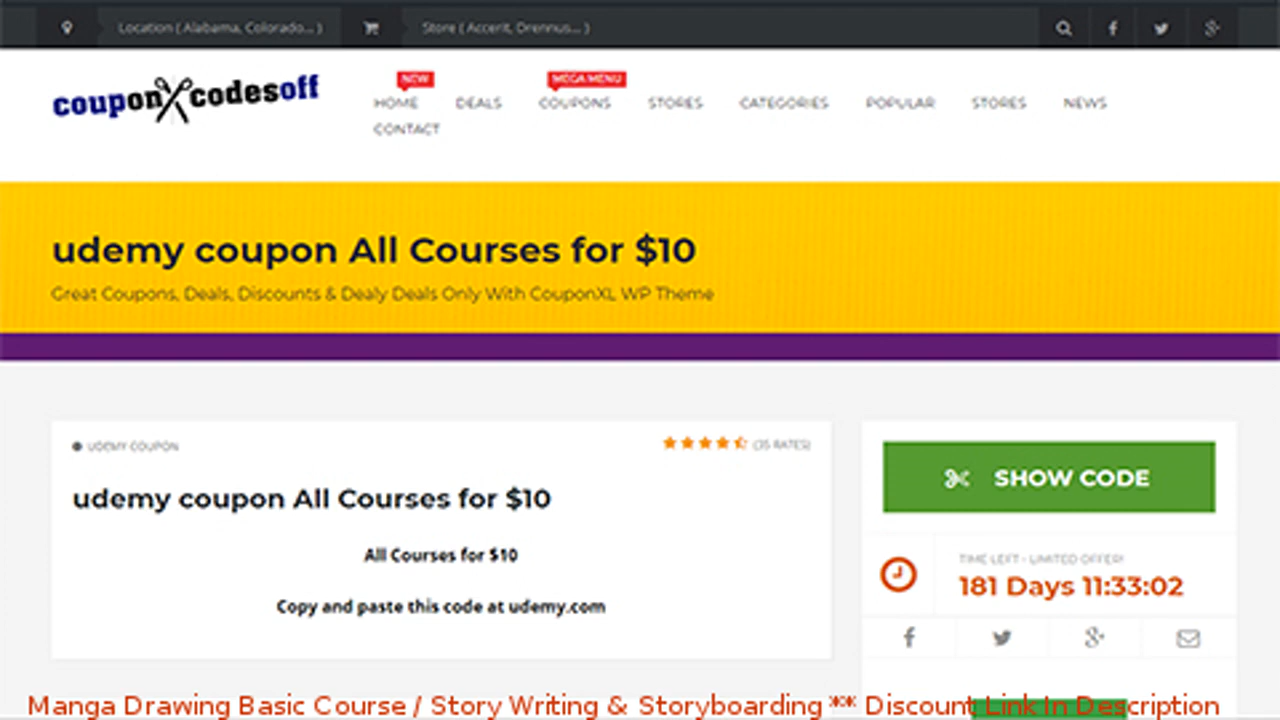 Location ( Alabama, Colorado... )
Store ( Accent, Drennus... )
couponcodesoff
NEW
MEGA MENU
HOME DEALS COUPONS STORES CATEGORIES POPULAR STORES NEWS
CONTACT
udemy coupon All Courses for $10
Great Coupons, Deals, Discounts & Dealy Deals Only With CouponXL WP Theme
UDEMY COUPON
(35 RATES)
udemy coupon All Courses for $10
All Courses for $10
Copy and paste this code at udemy.com
SHOW CODE
TIME LEFT - LIMITED OFFER!
181 Days 11:33:02
Manga Drawing Basic Course / Story Writing & Storyboarding ** Discount Link In Description